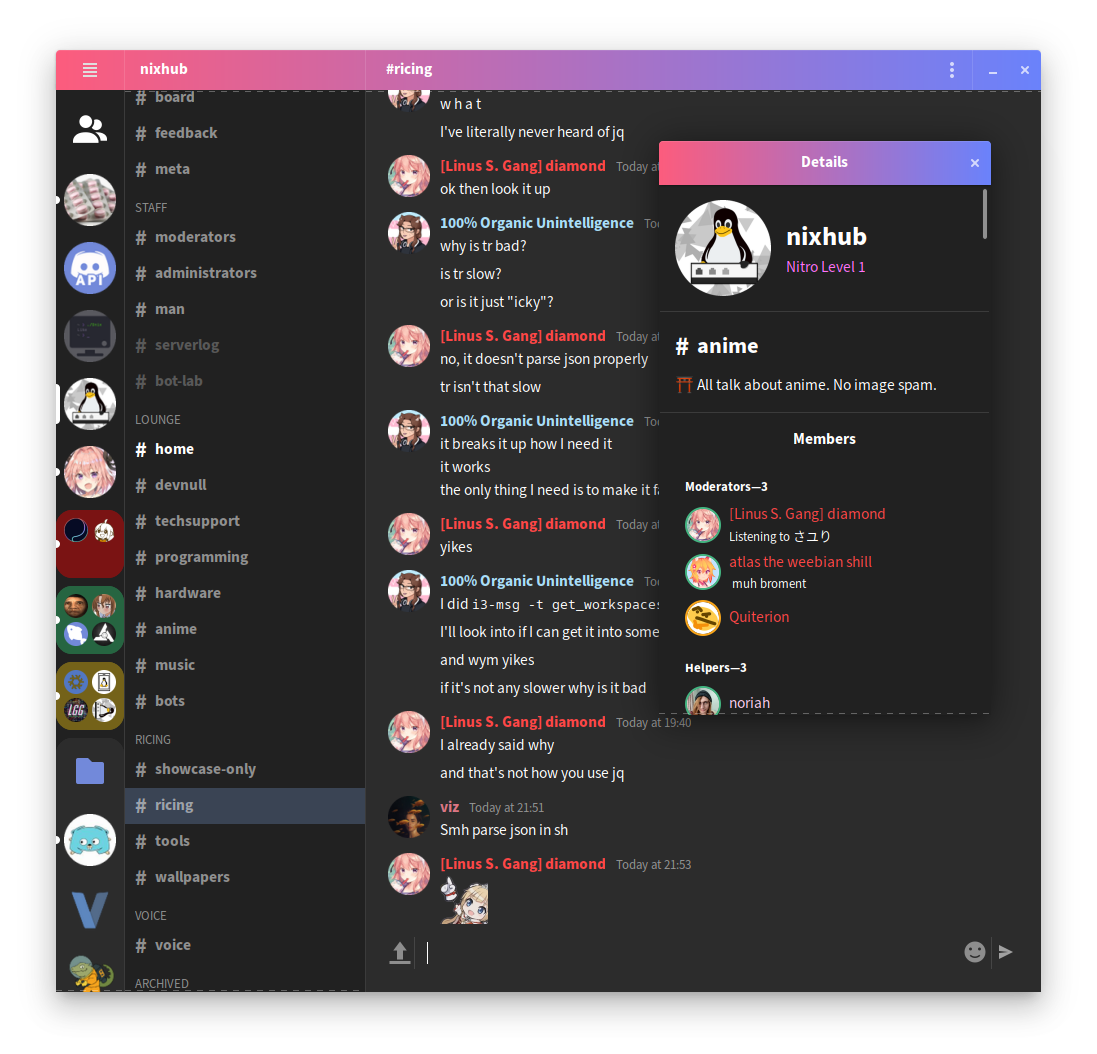 nixhub
#ricing
API
LGG
# board
# feedback
# meta
STAFF
# moderators
# administrators
# man
# serverlog
# bot-lab
LOUNGE
# home
# devnull
# techsupport
# programming
# hardware
# anime
# music
# bots
RICING
# showcase-only
# ricing
# tools
# wallpapers
VOICE
# voice
ARCHIVED
w h a t
I've literally never heard of jq
[Linus S. Gang] diamond Today at
ok then look it up
100% Organic Unintelligence To
why is tr bad?
is tr slow?
or is it just "icky"?
[Linus S. Gang] diamond Today at
no, it doesn't parse json properly
tr isn't that slow
100% Organic Unintelligence To
it breaks it up how I need it
it works
the only thing I need is to make it fa
[Linus S. Gang] diamond Today at
yikes
100% Organic Unintelligence To
I did i3-msg -t get_workspaces
I'll look into if I can get it into some
and wym yikes
if it's not any slower why is it bad
[Linus S. Gang] diamond Today at 19:40
I already said why
and that's not how you use jq
viz Today at 21:51
Smh parse json in sh
[Linus S. Gang] diamond Today at 21:53
Details
nixhub
Nitro Level 1
# anime
All talk about anime. No image spam.
Members
Moderators—3
[Linus S. Gang] diamond
Listening to さユり
atlas the weebian shill
muh broment
Quiterion
Helpers—3
noriah